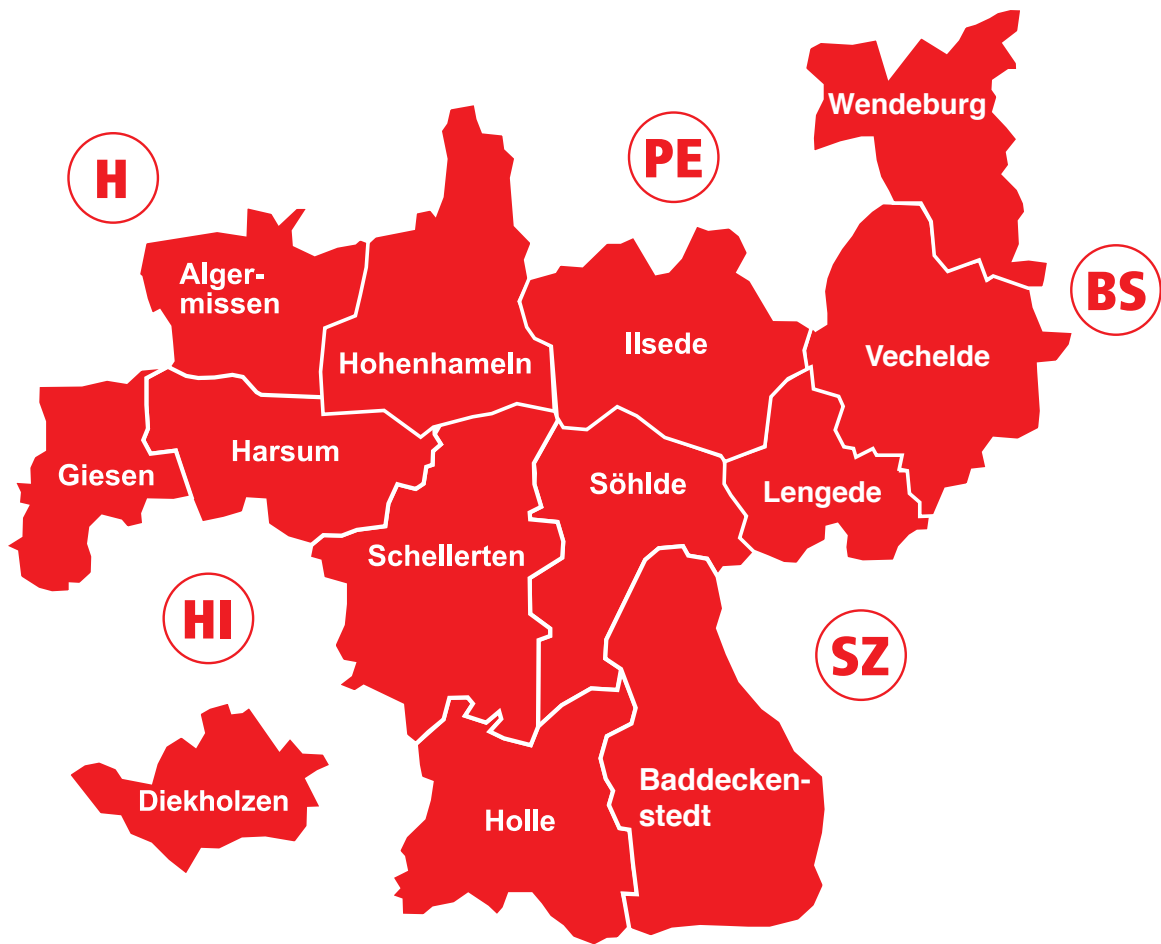 Wendeburg
H
PE
Alger-
missen
BS
Hohenhameln
Ilsede
Vechelde
Giesen
Harsum
Söhlde
Lengede
Schellerten
HI
SZ
Diekholzen
Holle
Baddecken-
stedt